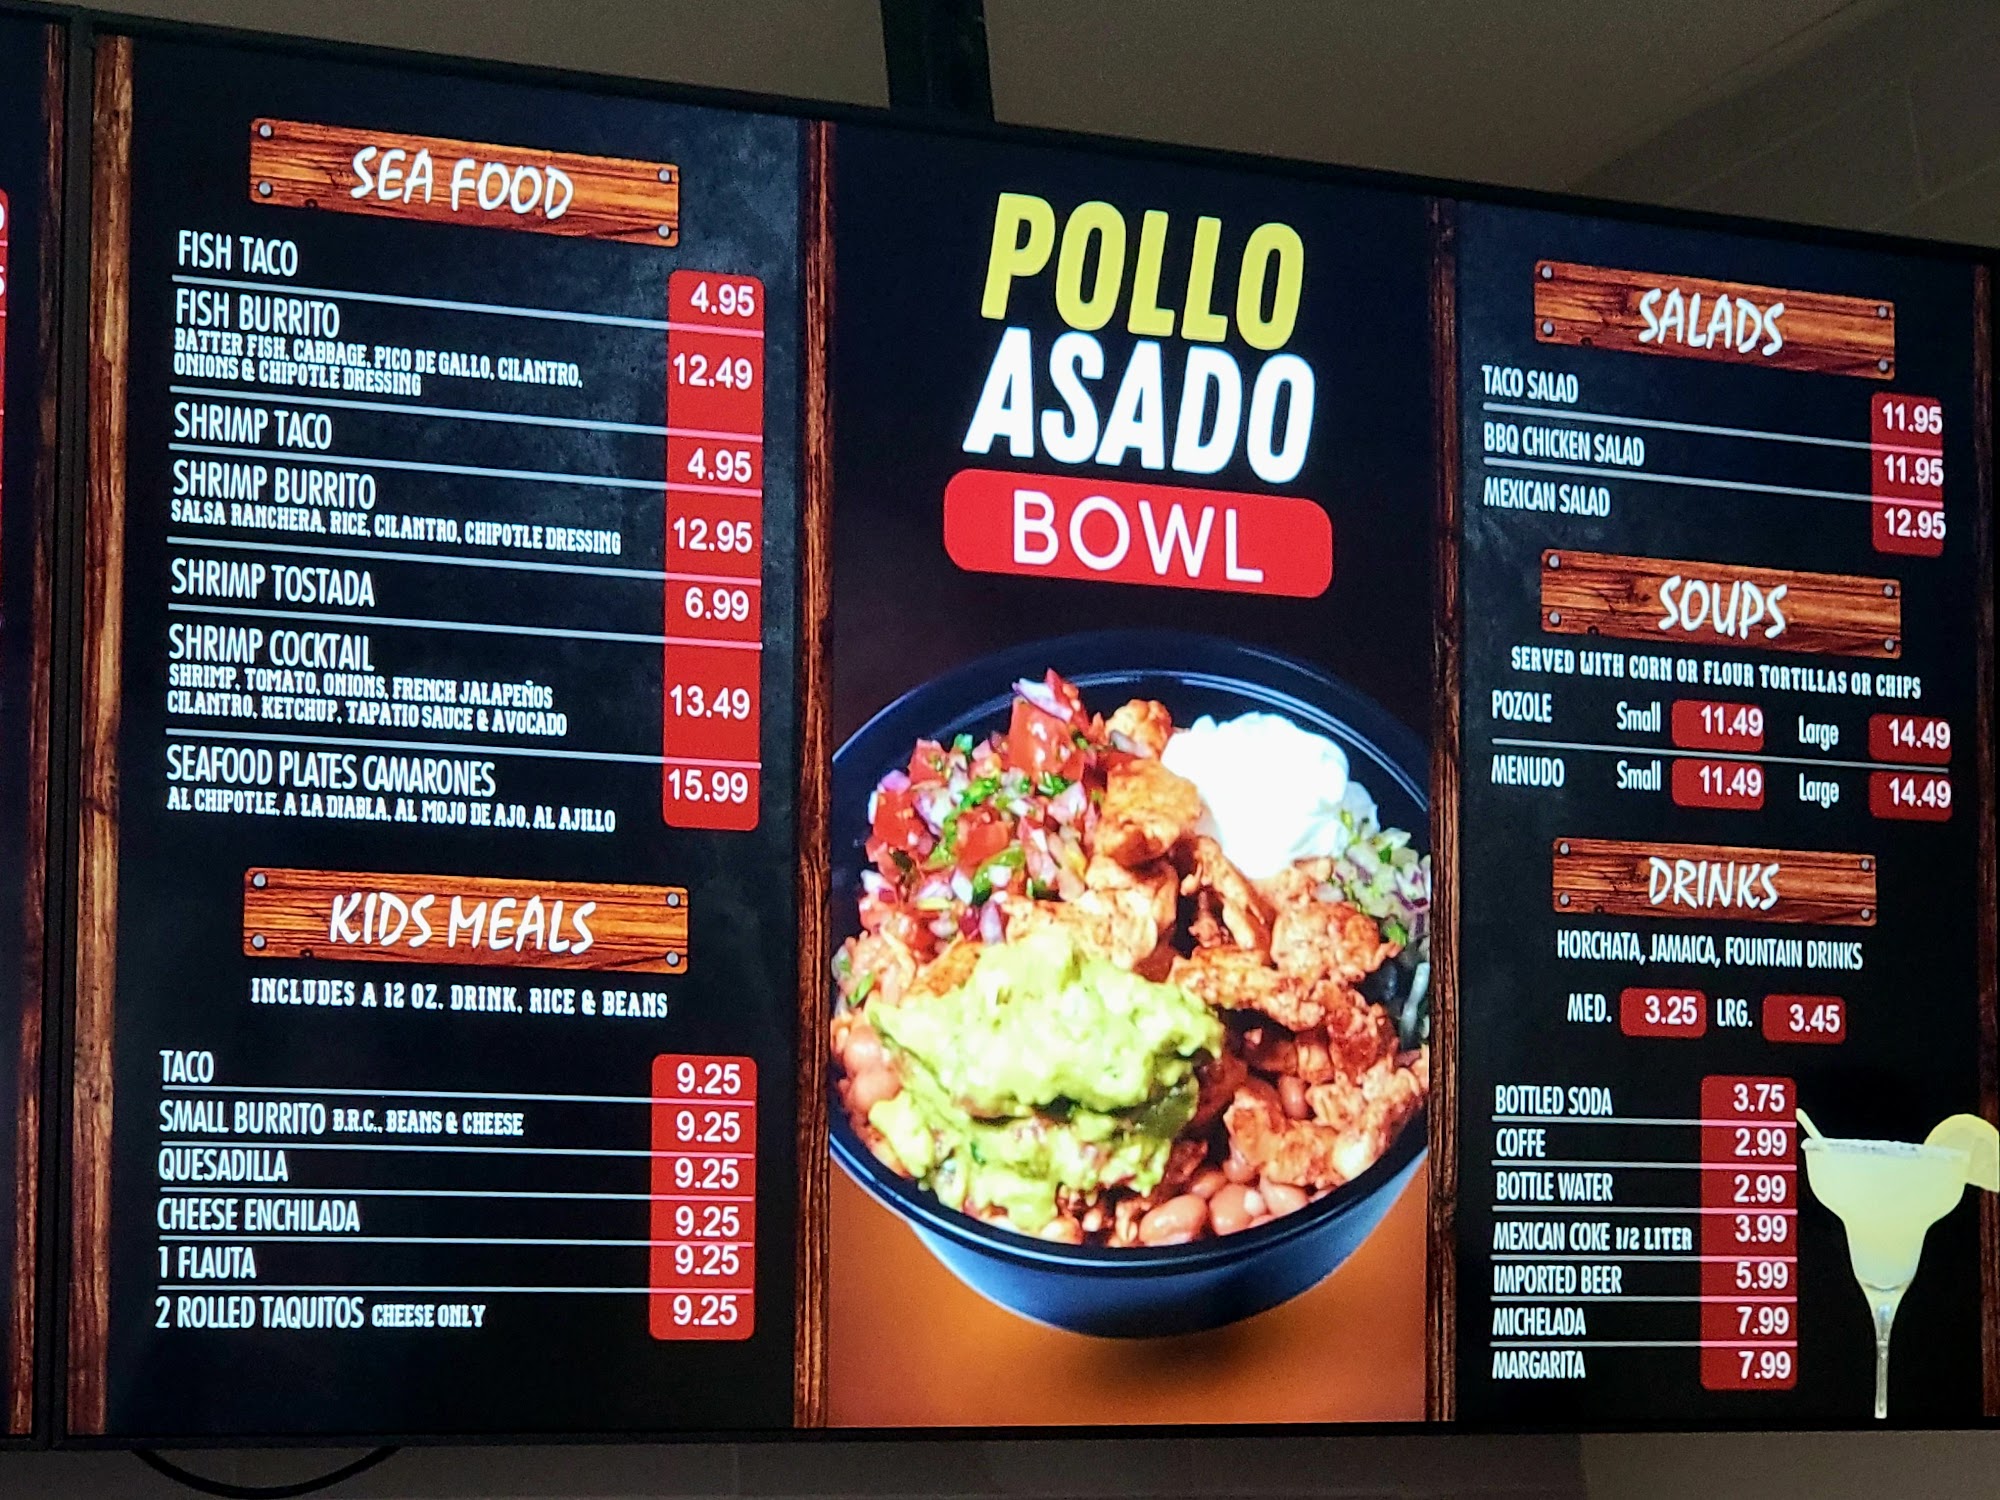 SEA FOOD
FISH TACO 4.95
FISH BURRITO 12.49
BATTER FISH, CABBAGE, PICO DE GALLO, CILANTRO,
ONIONS & CHIPOTLE DRESSING
SHRIMP TACO 4.95
SHRIMP BURRITO 12.95
SALSA RANCHERA, RICE, CILANTRO, CHIPOTLE DRESSING
SHRIMP TOSTADA 6.99
SHRIMP COCKTAIL 13.49
SHRIMP, TOMATO, ONIONS, FRENCH JALAPEÑOS
CILANTRO, KETCHUP, TAPATIO SAUCE & AVOCADO
SEAFOOD PLATES CAMARONES 15.99
AL CHIPOTLE, A LA DIABLA, AL MOJO DE AJO, AL AJILLO
KIDS MEALS
INCLUDES A 12 OZ. DRINK, RICE & BEANS
TACO 9.25
SMALL BURRITO B.R.C., BEANS & CHEESE 9.25
QUESADILLA 9.25
CHEESE ENCHILADA 9.25
1 FLAUTA 9.25
2 ROLLED TAQUITOS CHEESE ONLY 9.25
POLLO
ASADO
BOWL
SALADS
TACO SALAD 11.95
BBQ CHICKEN SALAD 11.95
MEXICAN SALAD 12.95
SOUPS
SERVED WITH CORN OR FLOUR TORTILLAS OR CHIPS
POZOLE Small 11.49 Large 14.49
MENUDO Small 11.49 Large 14.49
DRINKS
HORCHATA, JAMAICA, FOUNTAIN DRINKS
MED. 3.25 LRG. 3.45
BOTTLED SODA 3.75
COFFE 2.99
BOTTLE WATER 2.99
MEXICAN COKE 1/2 LITER 3.99
IMPORTED BEER 5.99
MICHELADA 7.99
MARGARITA 7.99